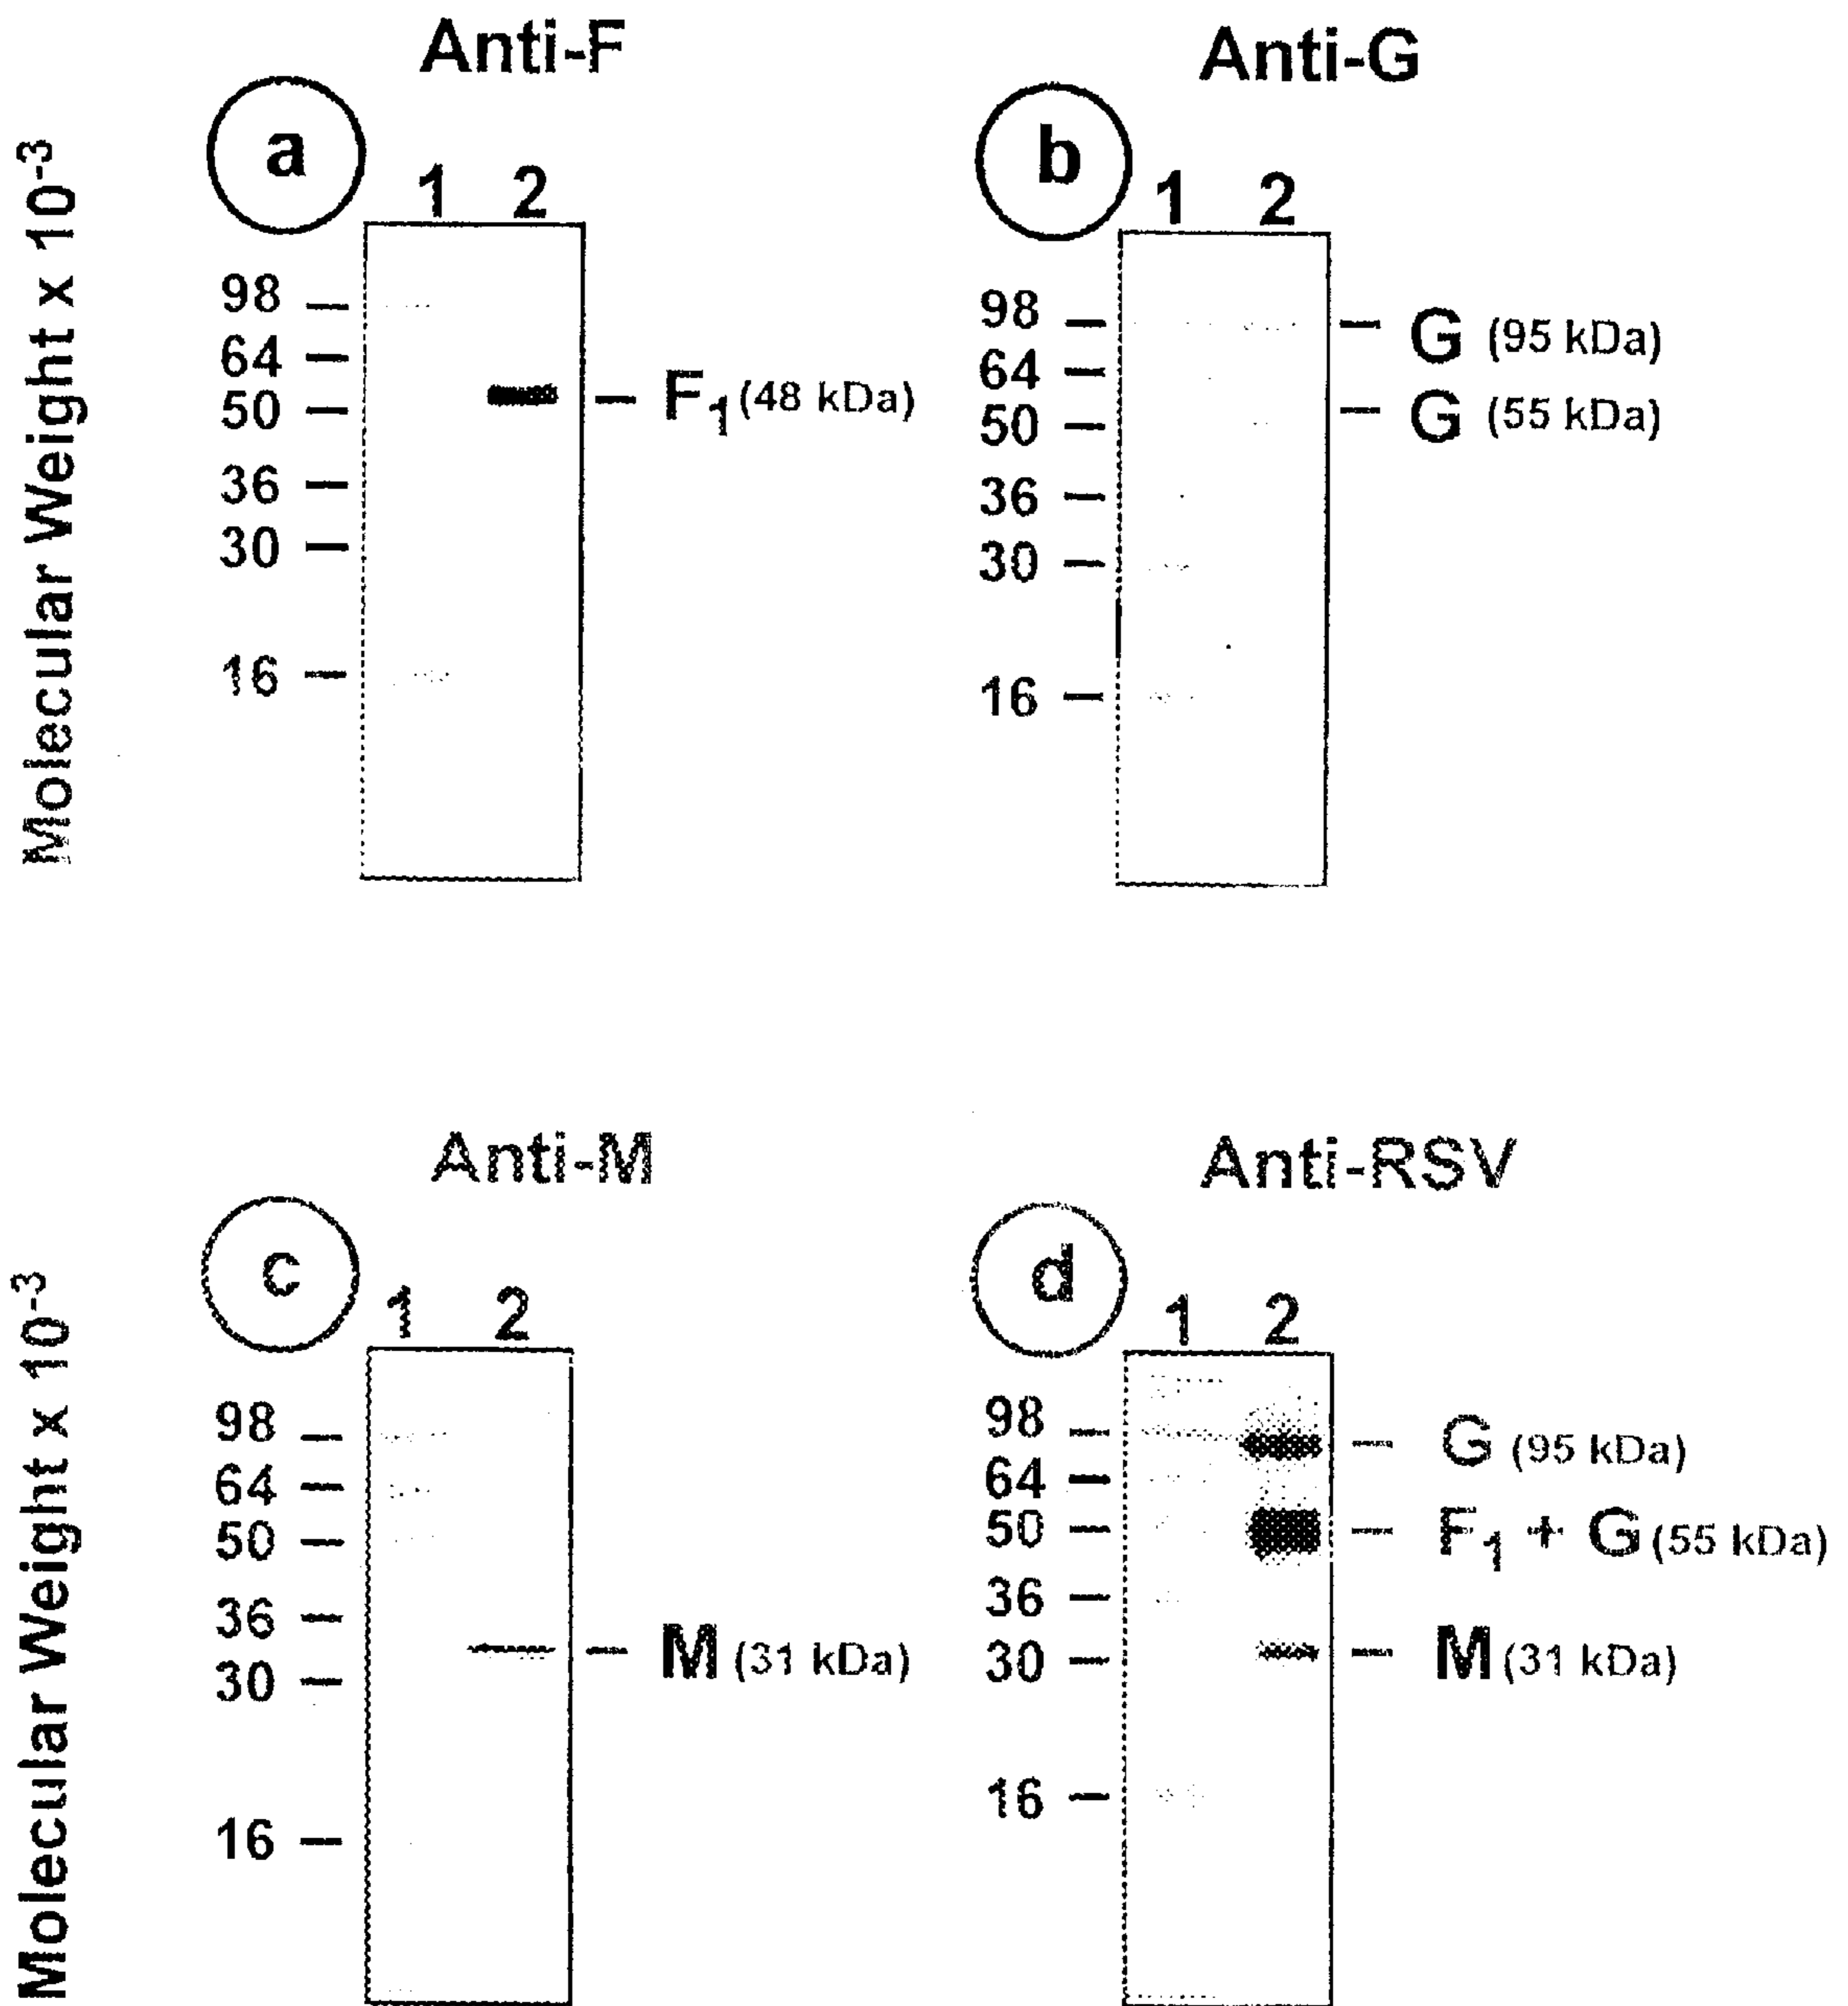 Anti-F
a
1 2
Molecular Weight x 10-3
98
64
50
36
30
16
F1 (48 kDa)
Anti-G
b
1 2
98
64
50
36
30
16
G (95 kDa)
G (55 kDa)
Anti-M
c
1 2
Molecular Weight x 10-3
98
64
50
36
30
16
M (31 kDa)
Anti-RSV
d
1 2
98
64
50
36
30
16
G (95 kDa)
F1 + G (55 kDa)
M (31 kDa)